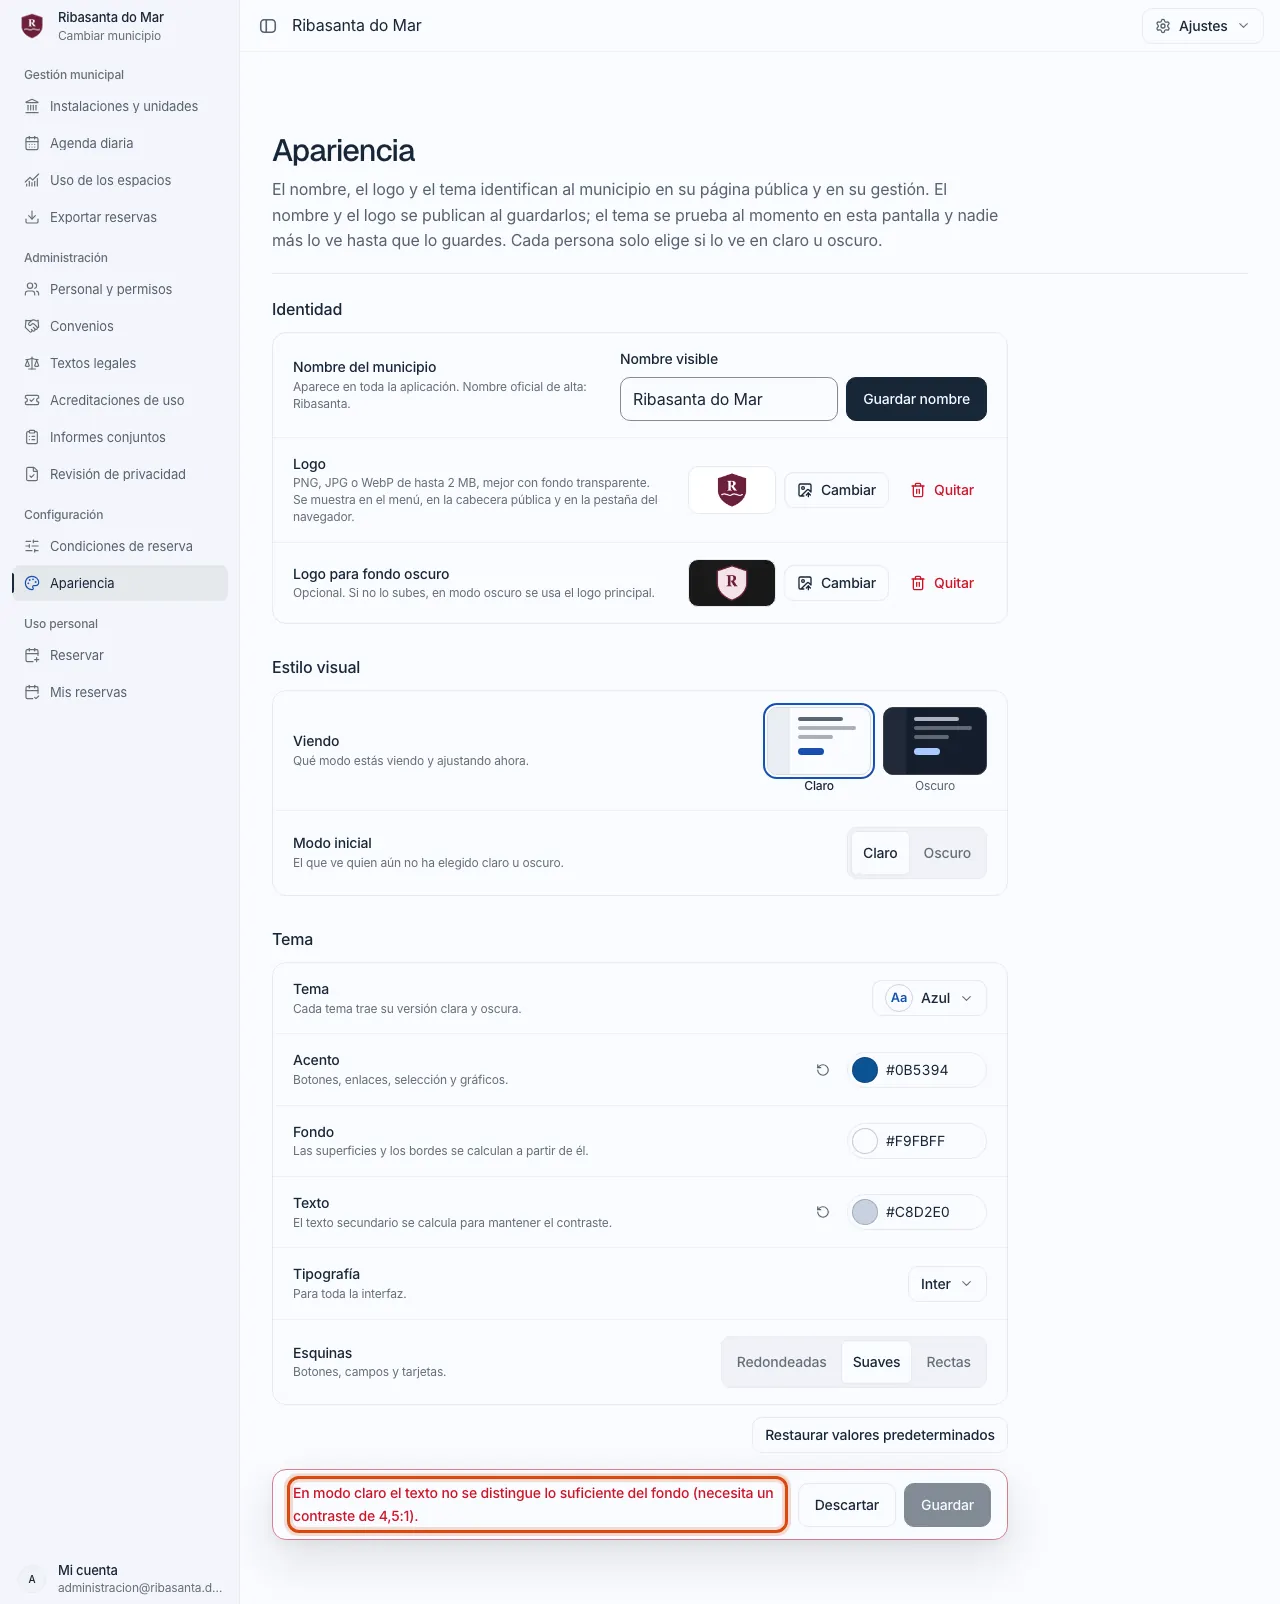 Ribasanta do Mar
Cambiar municipio
Gestión municipal
Instalaciones y unidades
Agenda diaria
Uso de los espacios
Exportar reservas
Administración
Personal y permisos
Convenios
Textos legales
Acreditaciones de uso
Informes conjuntos
Revisión de privacidad
Configuración
Condiciones de reserva
Apariencia
Uso personal
Reservar
Mis reservas
A
Mi cuenta
administracion@ribasanta.d...
Ribasanta do Mar
Ajustes
Apariencia
El nombre, el logo y el tema identifican al municipio en su página pública y en su gestión. El
nombre y el logo se publican al guardarlos; el tema se prueba al momento en esta pantalla y nadie
más lo ve hasta que lo guardes. Cada persona solo elige si lo ve en claro u oscuro.
Identidad
Nombre del municipio
Aparece en toda la aplicación. Nombre oficial de alta:
Ribasanta.
Nombre visible
Ribasanta do Mar
Guardar nombre
Logo
PNG, JPG o WebP de hasta 2 MB, mejor con fondo transparente.
Se muestra en el menú, en la cabecera pública y en la pestaña del
navegador.
R
Cambiar
Quitar
Logo para fondo oscuro
Opcional. Si no lo subes, en modo oscuro se usa el logo principal.
R
Cambiar
Quitar
Estilo visual
Viendo
Qué modo estás viendo y ajustando ahora.
Claro
Oscuro
Modo inicial
El que ve quien aún no ha elegido claro u oscuro.
Claro
Oscuro
Tema
Tema
Cada tema trae su versión clara y oscura.
Aa
Azul
Acento
Botones, enlaces, selección y gráficos.
#0B5394
Fondo
Las superficies y los bordes se calculan a partir de él.
#F9FBFF
Texto
El texto secundario se calcula para mantener el contraste.
#C8D2E0
Tipografía
Para toda la interfaz.
Inter
Esquinas
Botones, campos y tarjetas.
Redondeadas
Suaves
Rectas
Restaurar valores predeterminados
En modo claro el texto no se distingue lo suficiente del fondo (necesita un
contraste de 4,5:1).
Descartar
Guardar